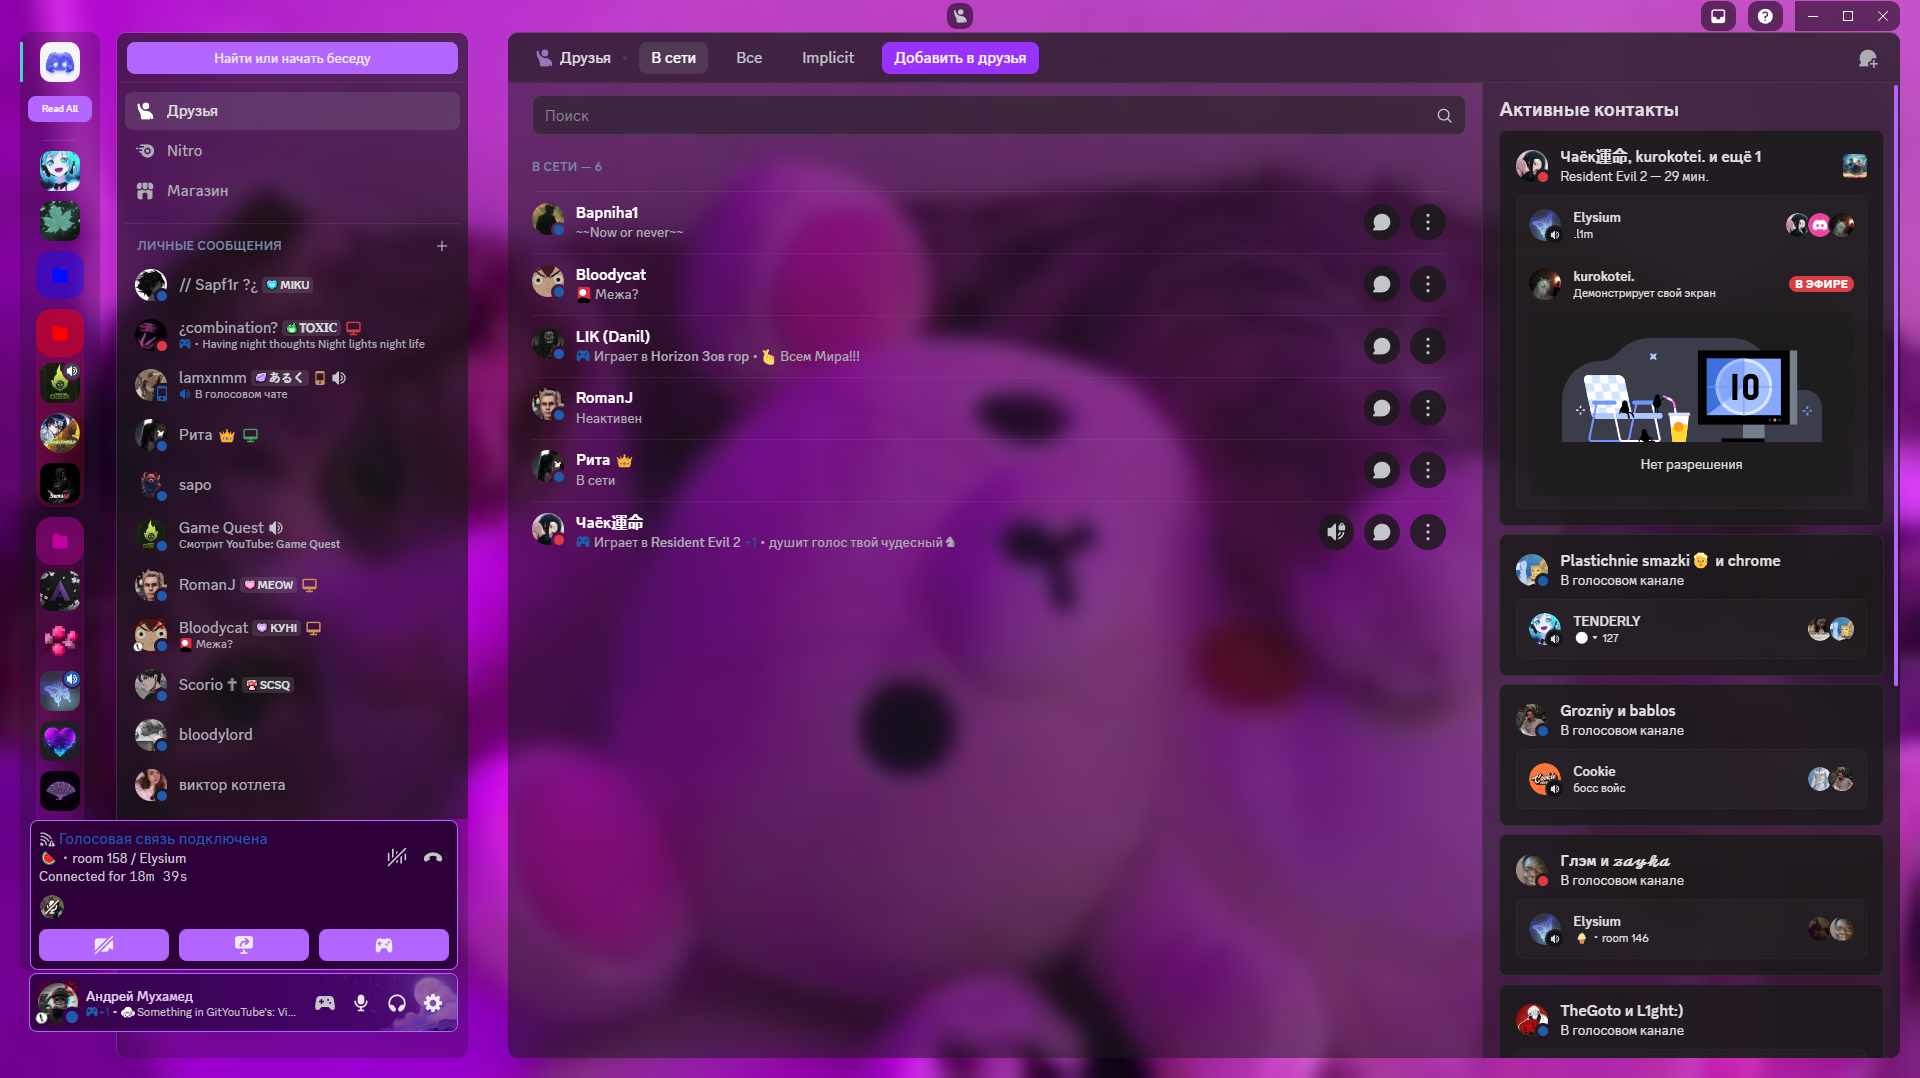 Найти или начать беседу
Read All
Друзья
Nitro
Магазин
ЛИЧНЫЕ СООБЩЕНИЯ
// Sapf1r ?¿ MIKU
¿combination? TOXIC
• Having night thoughts Night lights night life
lamxnmm あるく
В голосовом чате
Рита
sapo
Game Quest
Смотрит YouTube: Game Quest
RomanJ MEOW
Bloodycat КУНІ
Межа?
Scorio✝ SCSQ
bloodylord
виктор котлета
Голосовая связь подключена
• room 158 / Elysium
Connected for 18m 39s
Андрей Мухамед
+1 • Something in GitYouTube's: Vi...
Друзья
В сети
Все
Implicit
Добавить в друзья
Поиск
В СЕТИ — 6
Bapniha1
~~Now or never~~
Bloodycat
Межа?
LIK (Danil)
Играет в Horizon Зов гор • Всем Мира!!!
RomanJ
Неактивен
Рита
В сети
Чаёк運命
Играет в Resident Evil 2 +1 • душит голос твой чудесный♞
Активные контакты
Чаёк運命, kurokotei. и ещё 1
Resident Evil 2 — 29 мин.
Elysium
.l1m
kurokotei.
Демонстрирует свой экран
В ЭФИРЕ
10
Нет разрешения
Plastichnie smazki и chrome
В голосовом канале
TENDERLY
127
Grozniy и bablos
В голосовом канале
Cookie
босс войс
Глэм и 𝔃𝓪𝔂𝓴𝓪
В голосовом канале
Elysium
• room 146
TheGoto и L1ght:)
В голосовом канале